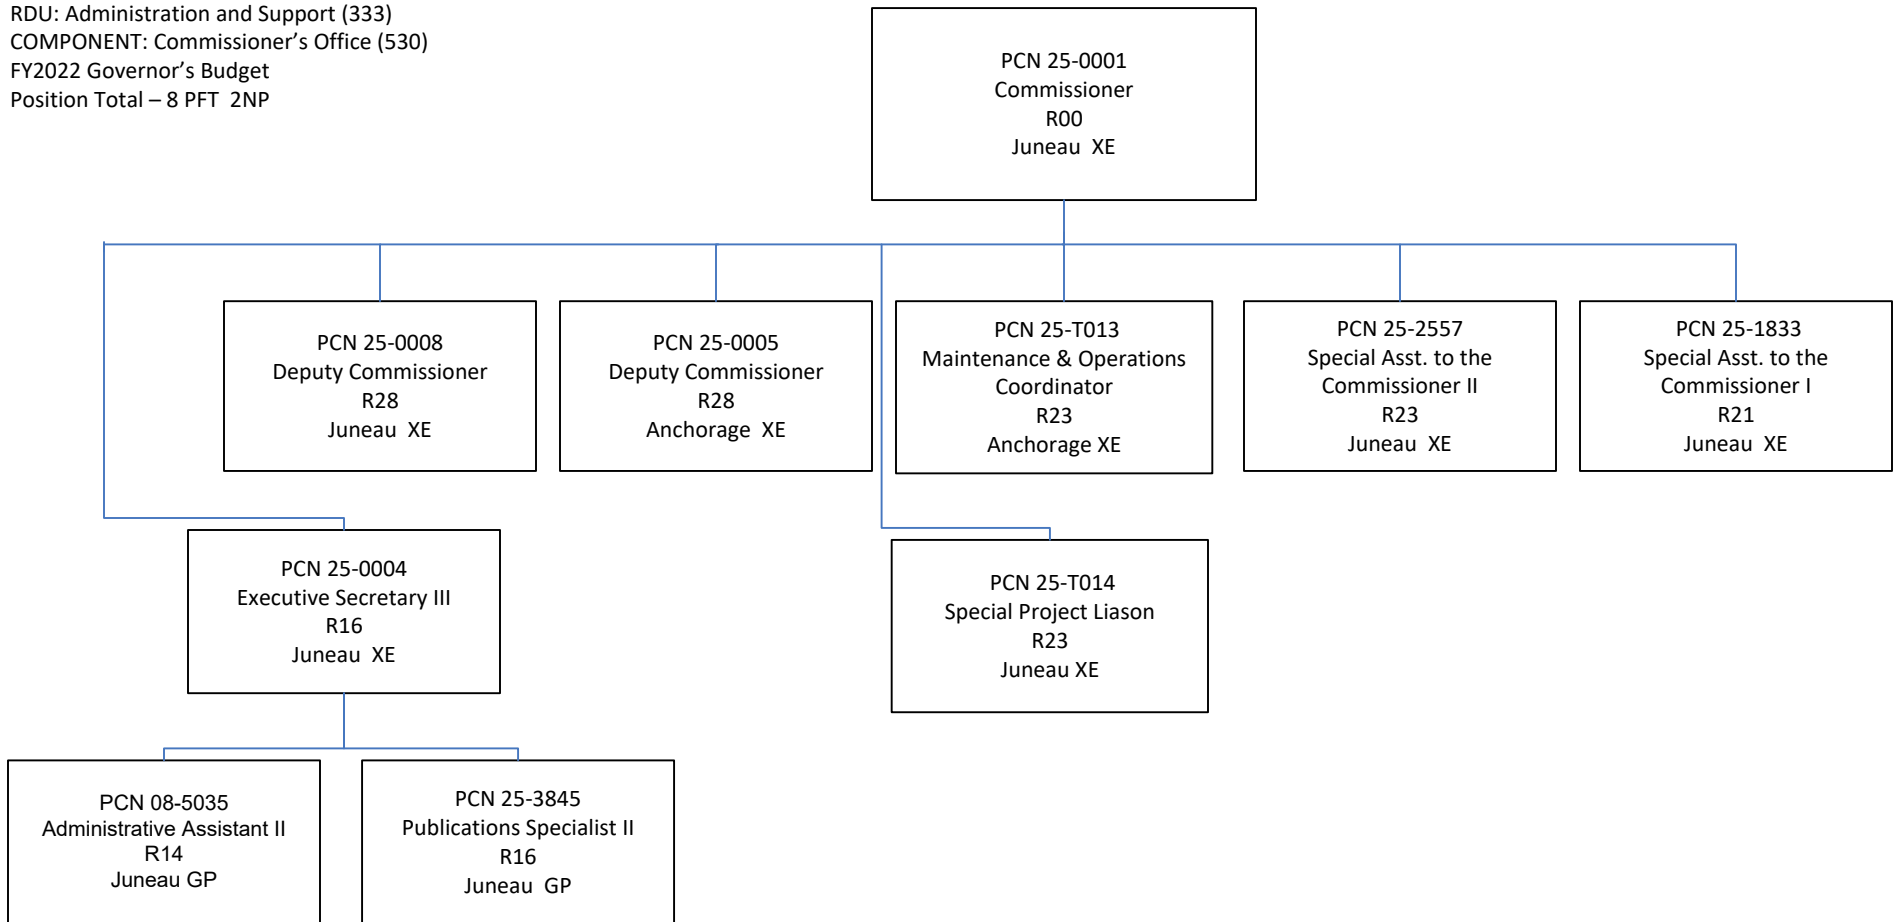 RDU: Administration and Support (333)
COMPONENT: Commissioner’s Office (530)
FY2022 Governor’s Budget
Position Total – 8 PFT  2NP
PCN 25-0001
Commissioner
R00
Juneau  XE
PCN 25-0008
Deputy Commissioner
R28
Juneau  XE
PCN 25-0005
Deputy Commissioner
R28
Anchorage  XE
PCN 25-T013
Maintenance & Operations
Coordinator
R23
Anchorage XE
PCN 25-2557
Special Asst. to the
Commissioner II
R23
Juneau  XE
PCN 25-1833
Special Asst. to the
Commissioner I
R21
Juneau  XE
PCN 25-0004
Executive Secretary III
R16
Juneau  XE
PCN 25-T014
Special Project Liason
R23
Juneau XE
PCN 08-5035
Administrative Assistant II
R14
Juneau GP
PCN 25-3845
Publications Specialist II
R16
Juneau  GP